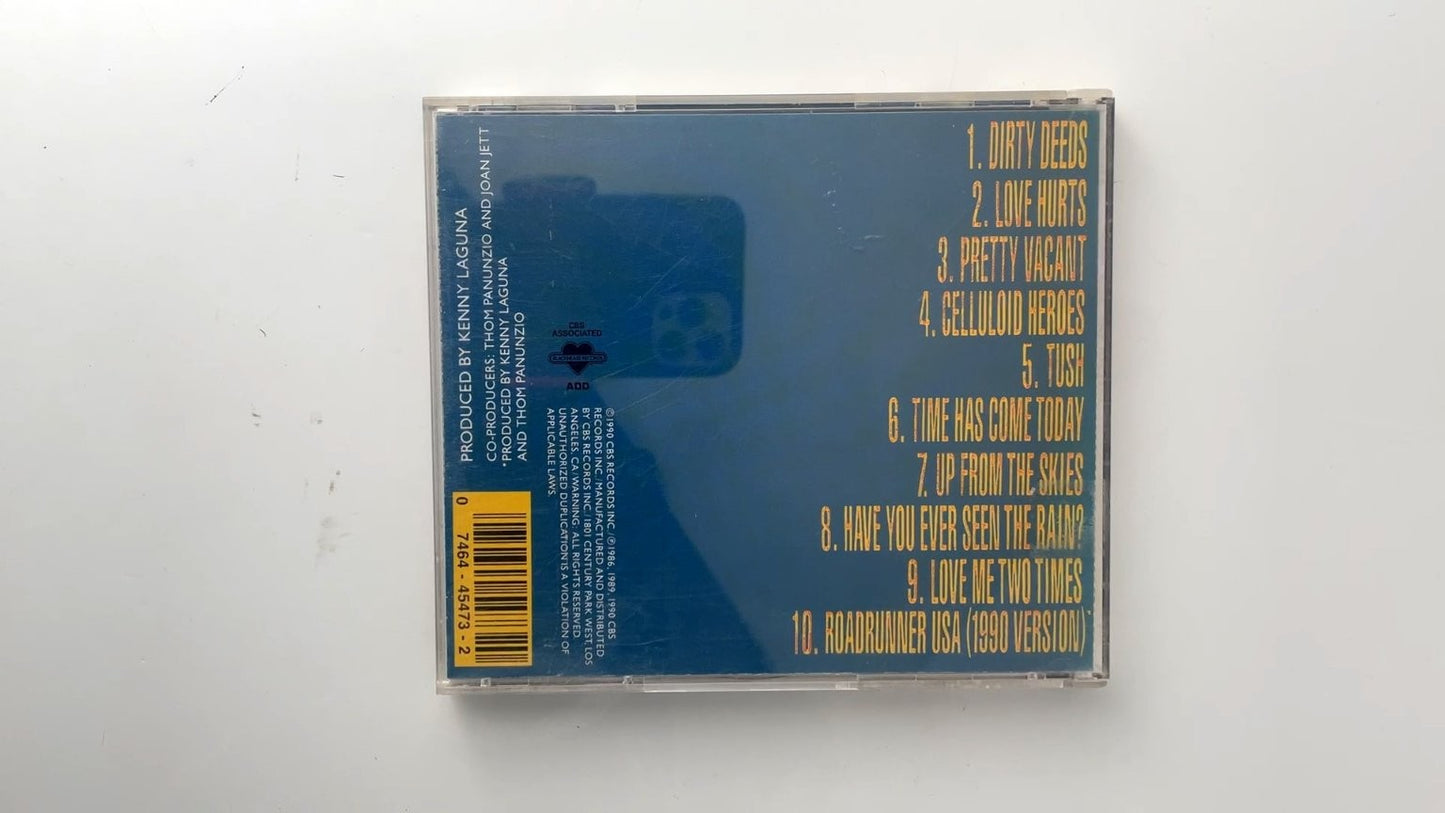 1. DIRTY DEEDS
2. LOVE HURTS
3. PRETTY VACANT
4. CELLULOID HEROES
5. TUSH
6. TIME HAS COME TODAY
7. UP FROM THE SKIES
8. HAVE YOU EVER SEEN THE RAIN?
9. LOVE ME TWO TIMES
10. ROADRUNNER USA (1990 VERSION)*
PRODUCED BY KENNY LAGUNA
CO-PRODUCERS: THOM PANUNZIO AND JOAN JETT
*PRODUCED BY KENNY LAGUNA
AND THOM PANUNZIO
CBS
ASSOCIATED
BLACKHEART RECORDS
ADD
©1990 CBS RECORDS INC./℗1986, 1989, 1990 CBS
RECORDS INC./MANUFACTURED AND DISTRIBUTED
BY CBS RECORDS INC./1801 CENTURY PARK WEST, LOS
ANGELES, CA/WARNING: ALL RIGHTS RESERVED.
UNAUTHORIZED DUPLICATION IS A VIOLATION OF
APPLICABLE LAWS.
0 7464-45473-2